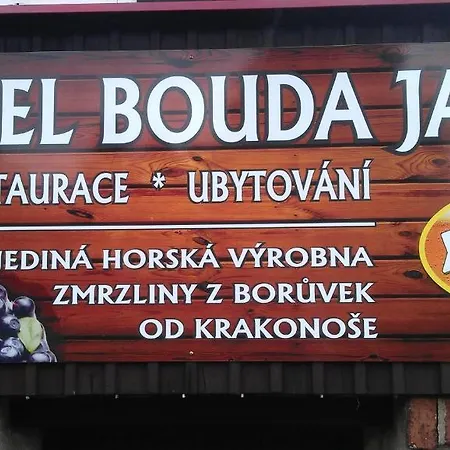 EL BOUDA JA
TAURACE * UBYTOVÁNÍ
JEDINÁ HORSKÁ VÝROBNA
ZMRZLINY Z BORŮVEK
OD KRAKONOŠE